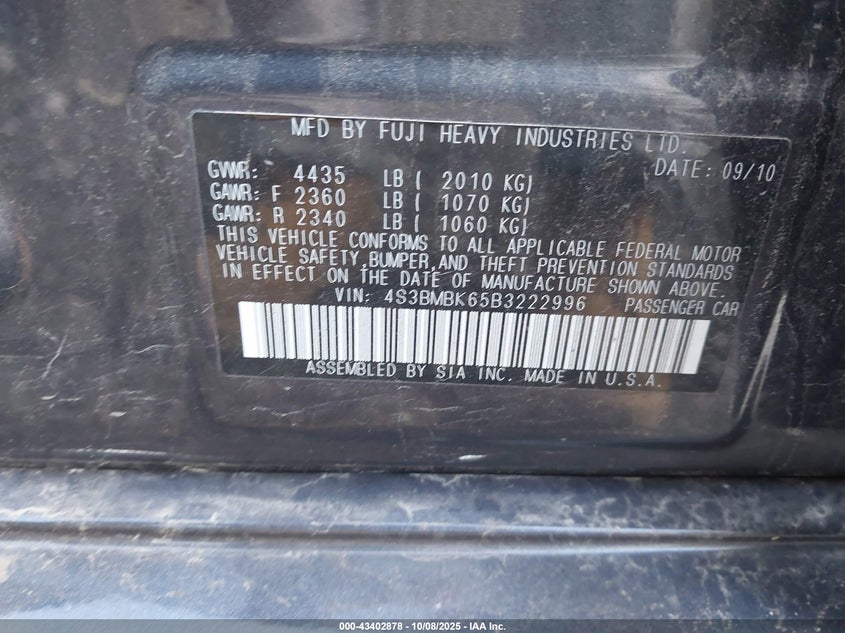 MFD BY FUJI HEAVY INDUSTRIES LTD.
DATE: 09/10
GVWR: 4435 LB ( 2010 KG)
GAWR: F 2360 LB ( 1070 KG)
GAWR: R 2340 LB ( 1060 KG)
THIS VEHICLE CONFORMS TO ALL APPLICABLE FEDERAL MOTOR
VEHICLE SAFETY, BUMPER, AND THEFT PREVENTION STANDARDS
IN EFFECT ON THE DATE OF MANUFACTURE SHOWN ABOVE.
VIN: 4S3BMBK65B3222996 PASSENGER CAR
ASSEMBLED BY SIA INC. MADE IN U.S.A.
000-43402878 - 10/08/2025 - IAA Inc.